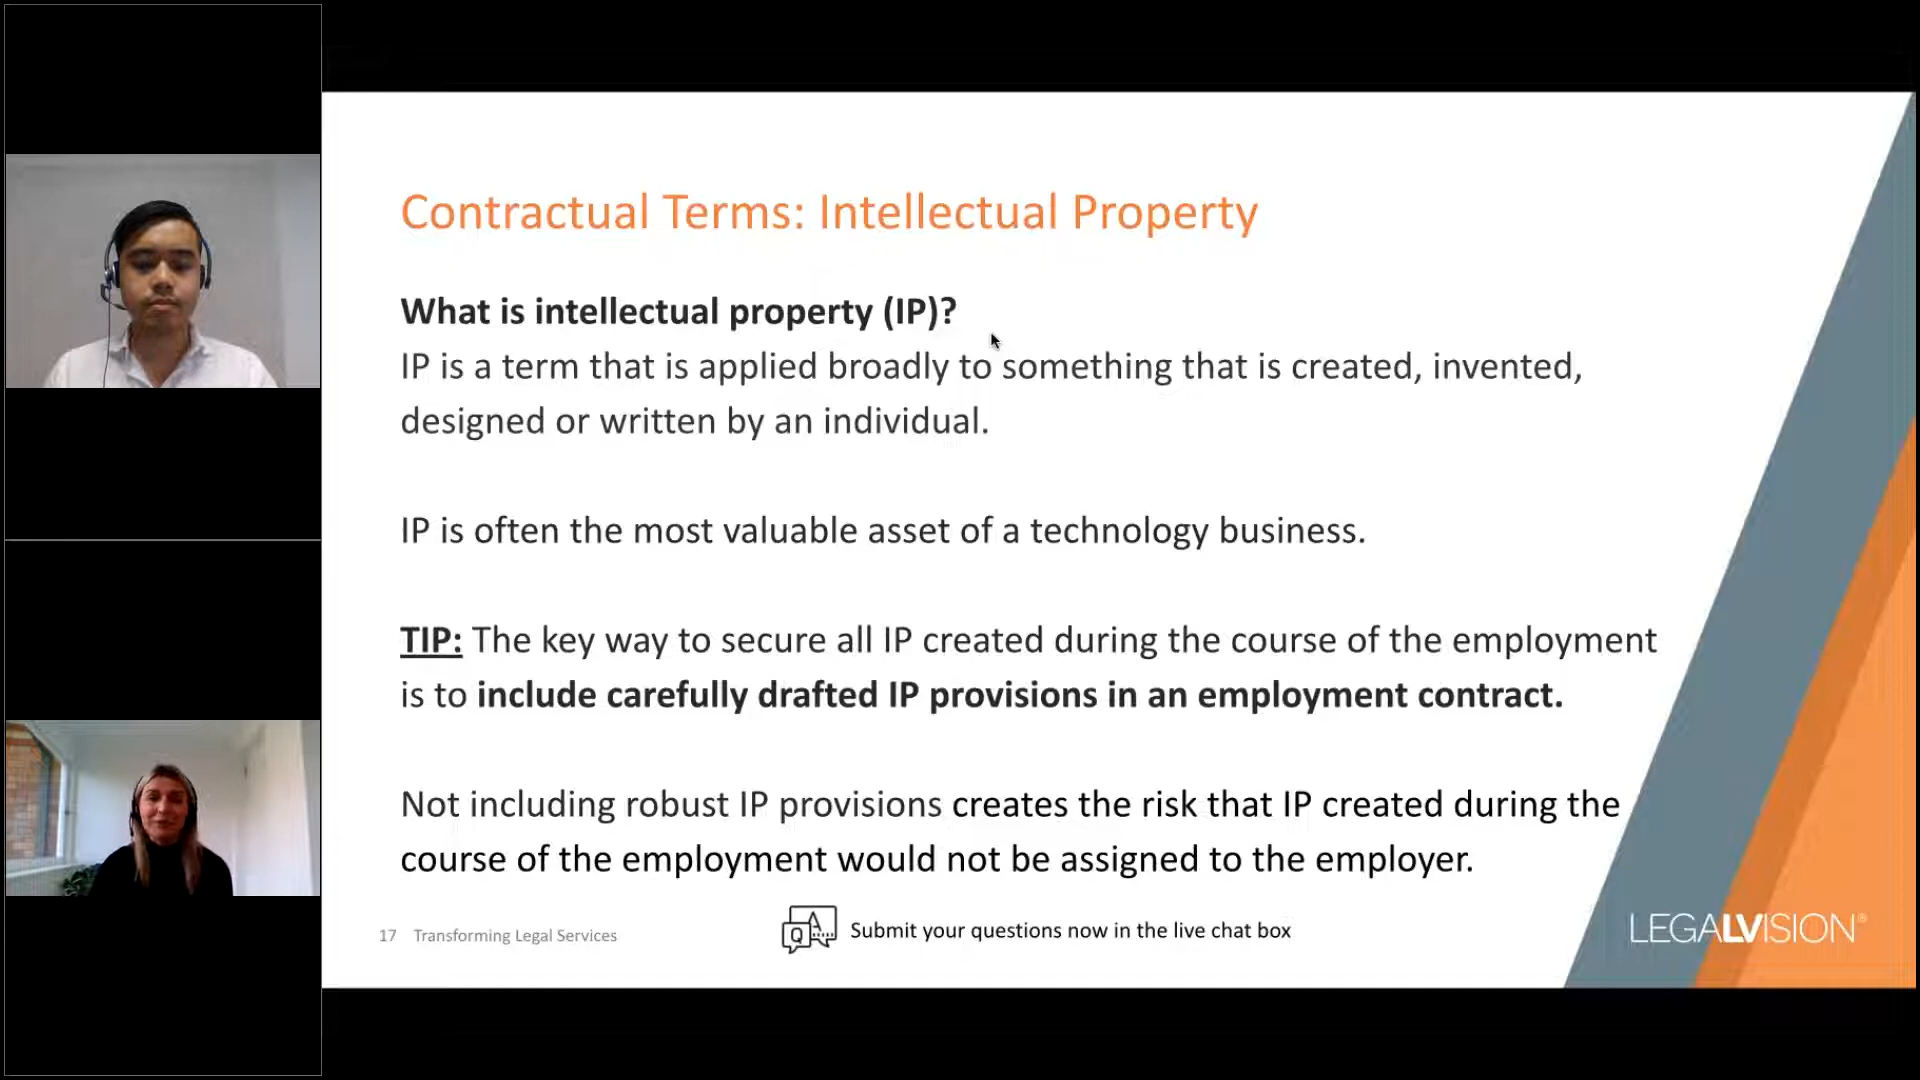 Contractual Terms: Intellectual Property
What is intellectual property (IP)?
IP is a term that is applied broadly to something that is created, invented,
designed or written by an individual.
IP is often the most valuable asset of a technology business.
TIP: The key way to secure all IP created during the course of the employment
is to include carefully drafted IP provisions in an employment contract.
Not including robust IP provisions creates the risk that IP created during the
course of the employment would not be assigned to the employer.
17 Transforming Legal Services
Q A
Submit your questions now in the live chat box
LEGALVISION®